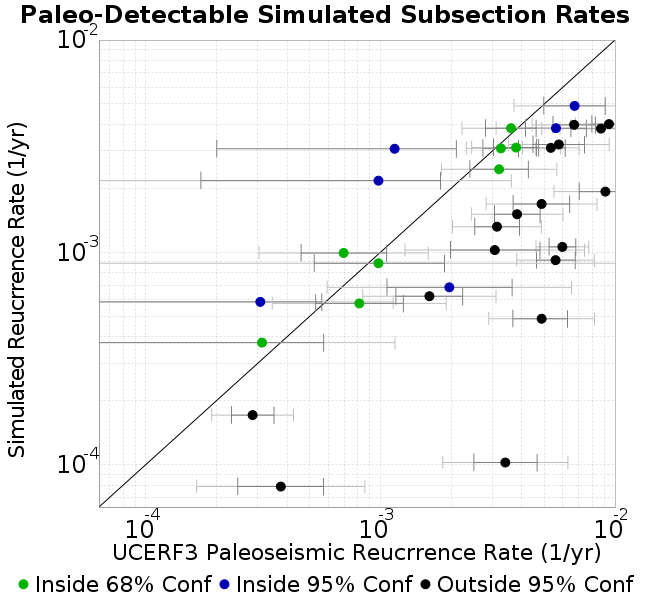 Paleo-Detectable Simulated Subsection Rates
10-2
10-3
10-4
Simulated Reucrrence Rate (1/yr)
10-4 10-3 10-2
UCERF3 Paleoseismic Reucrrence Rate (1/yr)
Inside 68% Conf Inside 95% Conf Outside 95% Conf